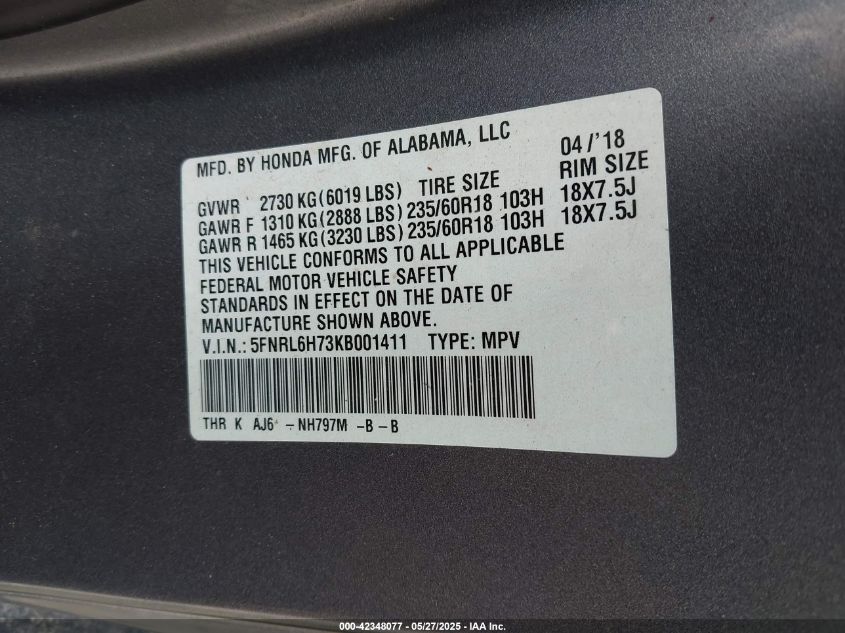 MFD. BY HONDA MFG. OF ALABAMA, LLC 04/'18
GVWR 2730 KG(6019 LBS) TIRE SIZE RIM SIZE
GAWR F 1310 KG(2888 LBS) 235/60R18 103H 18X7.5J
GAWR R 1465 KG(3230 LBS) 235/60R18 103H 18X7.5J
THIS VEHICLE CONFORMS TO ALL APPLICABLE
FEDERAL MOTOR VEHICLE SAFETY
STANDARDS IN EFFECT ON THE DATE OF
MANUFACTURE SHOWN ABOVE.
V.I.N.: 5FNRL6H73KB001411 TYPE: MPV
THR K AJ6 - NH797M -B-B
000-42348077 - 05/27/2025 - IAA Inc.